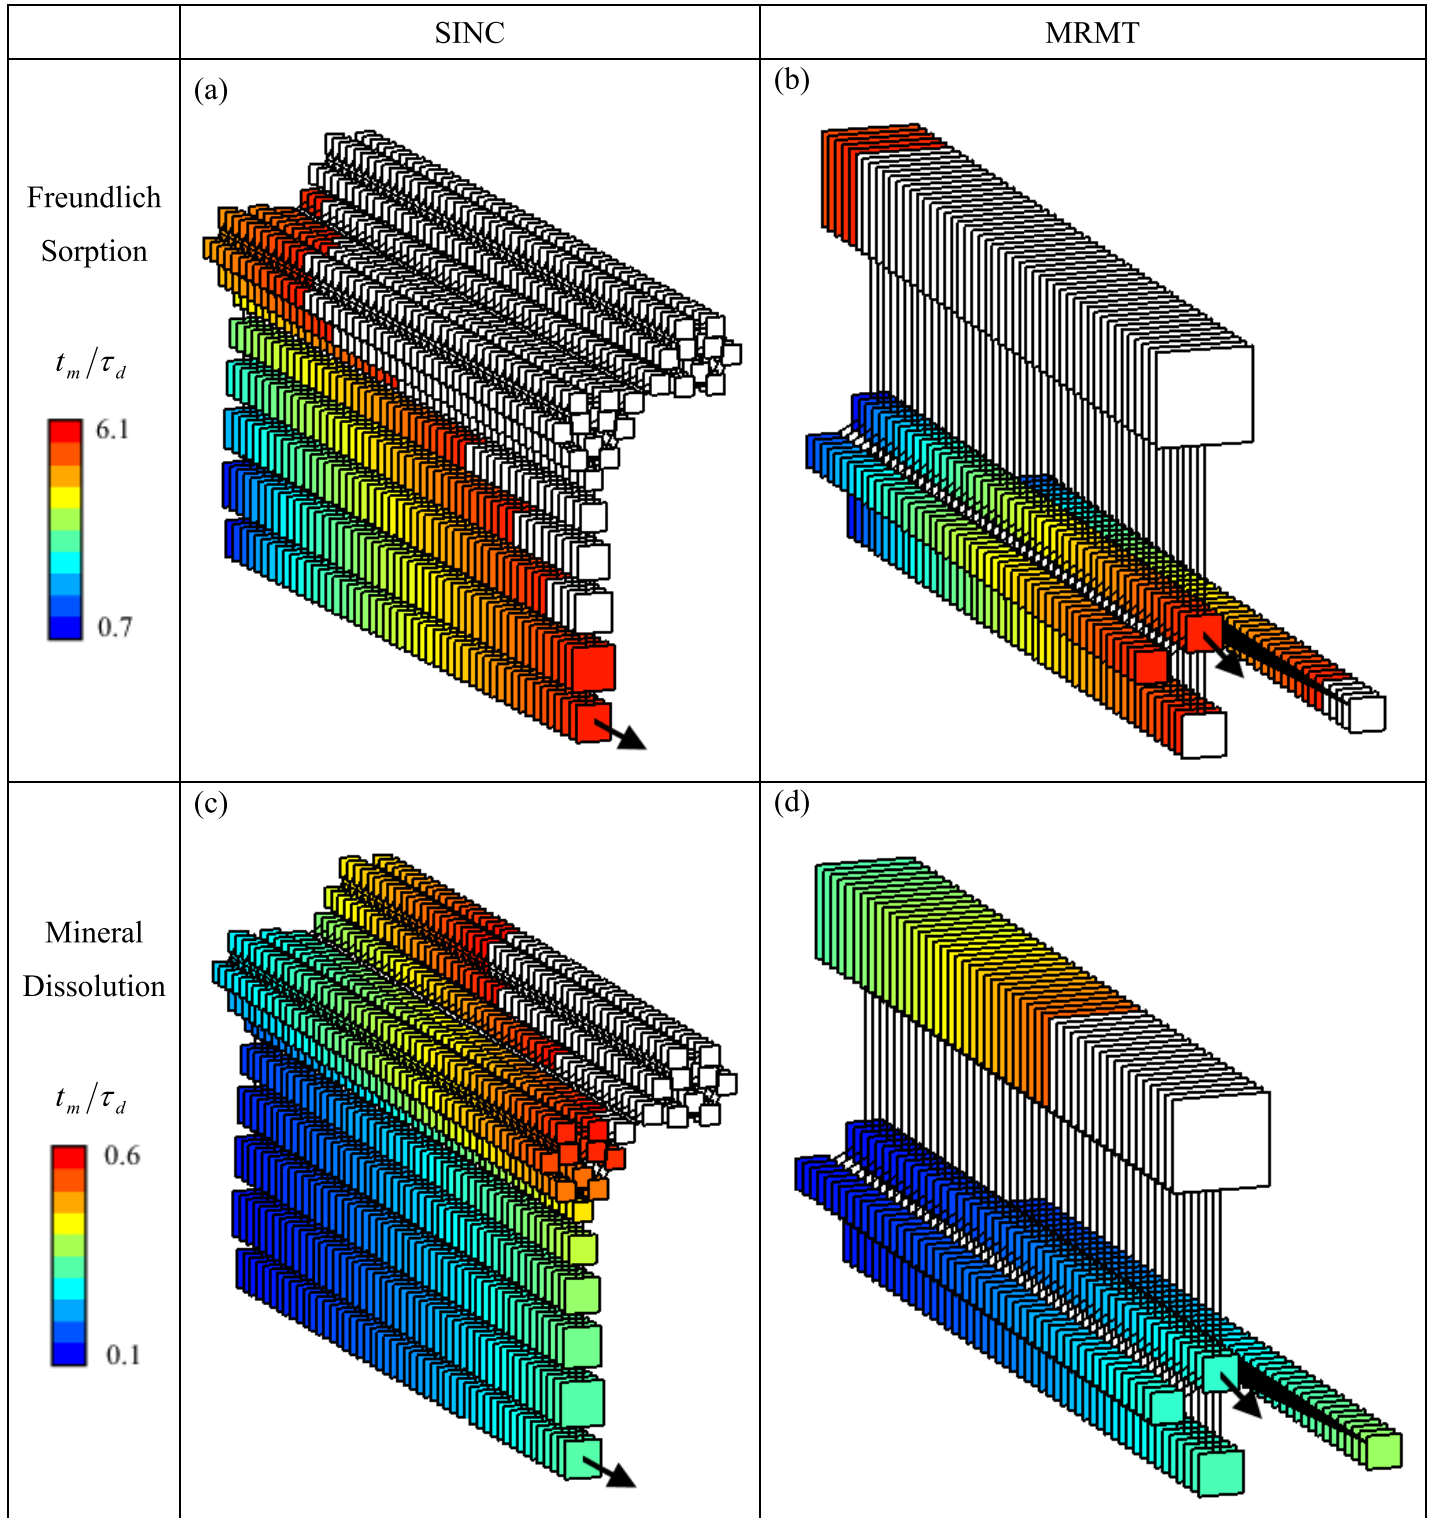 SINC
MRMT
(a)
(b)
Freundlich
Sorption
t_m/τ_d
6.1
0.7
(c)
(d)
Mineral
Dissolution
t_m/τ_d
0.6
0.1